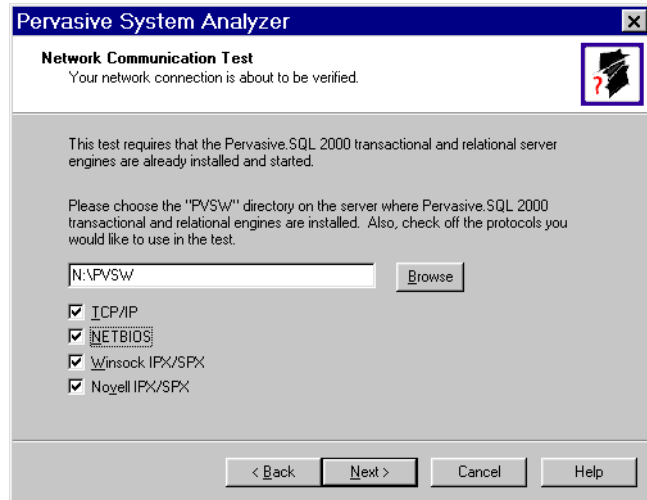 Pervasive System Analyzer
Network Communication Test
Your network connection is about to be verified.
?
This test requires that the Pervasive.SQL 2000 transactional and relational server
engines are already installed and started.
Please choose the "PVSW" directory on the server where Pervasive.SQL 2000
transactional and relational engines are installed. Also, check off the protocols you
would like to use in the test.
N:\PVSW
Browse
TCP/IP
NETBIOS
Winsock IPX/SPX
Novell IPX/SPX
< Back
Next >
Cancel
Help